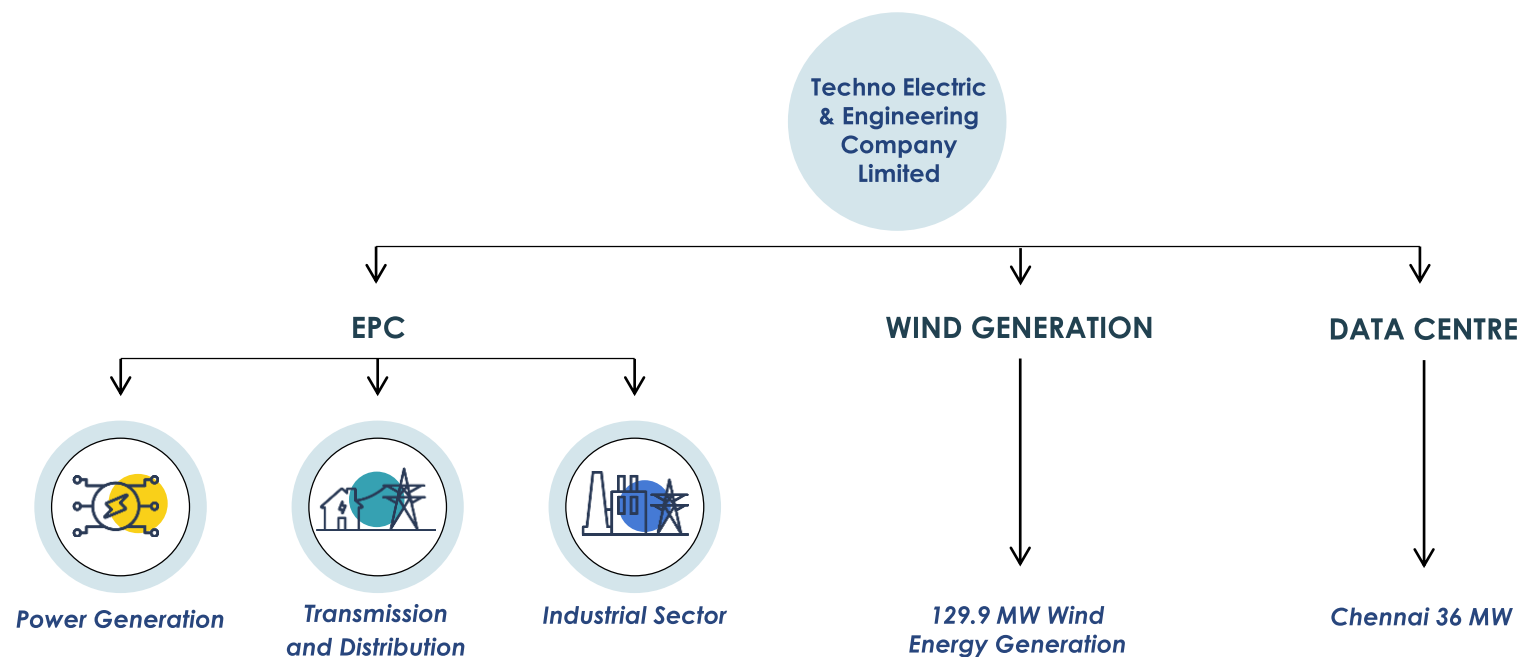 Techno Electric
& Engineering
Company
Limited
EPC
WIND GENERATION
DATA CENTRE
Power Generation
Transmission
and Distribution
Industrial Sector
129.9 MW Wind
Energy Generation
Chennai 36 MW